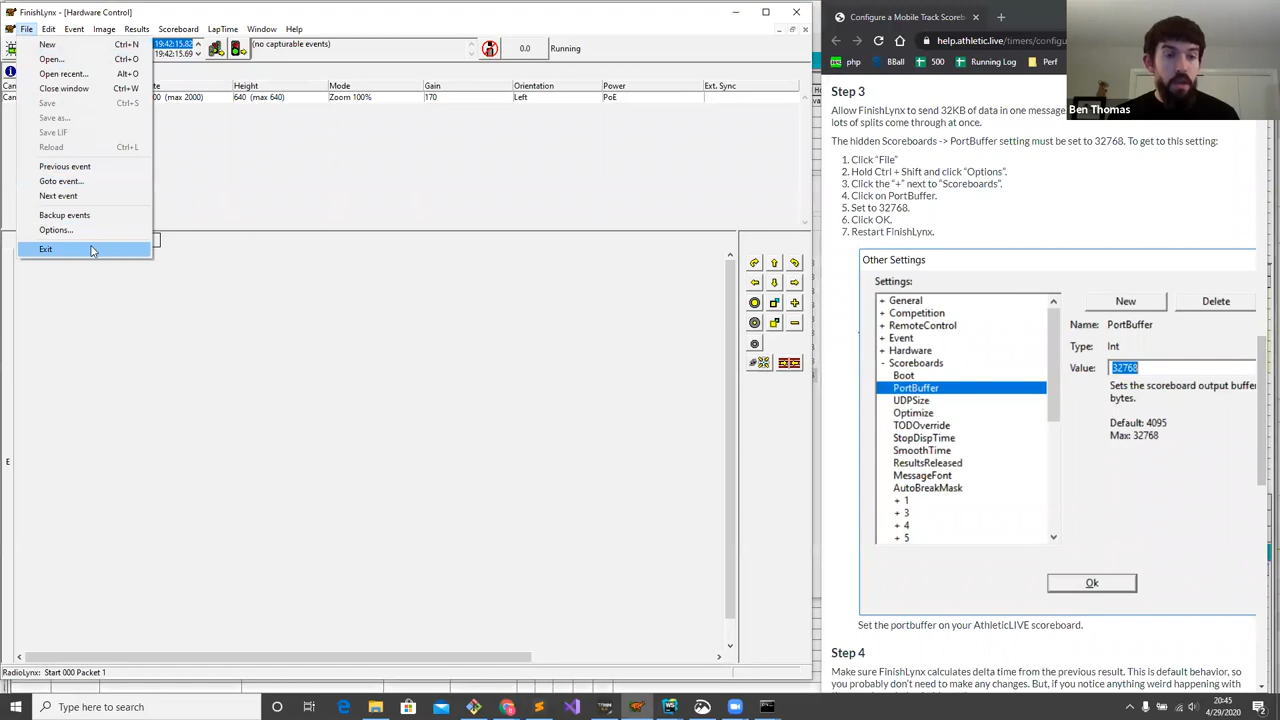 FinishLynx - [Hardware Control]
File Edit Event Image Results Scoreboard LapTime Window Help
19:42:15.82
19:42:15.69
(no capturable events)
0.0
Running
Height Mode Gain Orientation Power Ext. Sync
00 (max 2000) 640 (max 640) Zoom 100% 170 Left PoE
New Ctrl+N
Open... Ctrl+O
Open recent... Alt+O
Close window Ctrl+W
Save Ctrl+S
Save as...
Save LIF
Reload Ctrl+L
Previous event
Goto event...
Next event
Backup events
Options...
Exit
E
RadioLynx: Start 000 Packet 1
Configure a Mobile Track Scoreb
help.athletic.live/timers/configu
php BBall 500 Running Log Perf
Ben Thomas
Step 3
Allow FinishLynx to send 32KB of data in one messag
lots of splits come through at once.
The hidden Scoreboards -> PortBuffer setting must be set to 32768. To get to this setting:
1. Click "File"
2. Hold Ctrl + Shift and click "Options".
3. Click the "+" next to "Scoreboards".
4. Click on PortBuffer.
5. Set to 32768.
6. Click OK.
7. Restart FinishLynx.
Other Settings
Settings:
+ General
+ Competition
+ RemoteControl
+ Event
+ Hardware
- Scoreboards
Boot
PortBuffer
UDPSize
Optimize
TODOverride
StopDispTime
SmoothTime
ResultsReleased
MessageFont
AutoBreakMask
+ 1
+ 3
+ 4
+ 5
New Delete
Name: PortBuffer
Type: Int
Value: 32768
Sets the scoreboard output buffer
bytes.
Default: 4095
Max: 32768
Ok
Set the portbuffer on your AthleticLIVE scoreboard.
Step 4
Make sure FinishLynx calculates delta time from the previous result. This is default behavior, so
you probably don't need to make any changes. But, if you notice anything weird happening with
Type here to search
20:45
4/29/2020